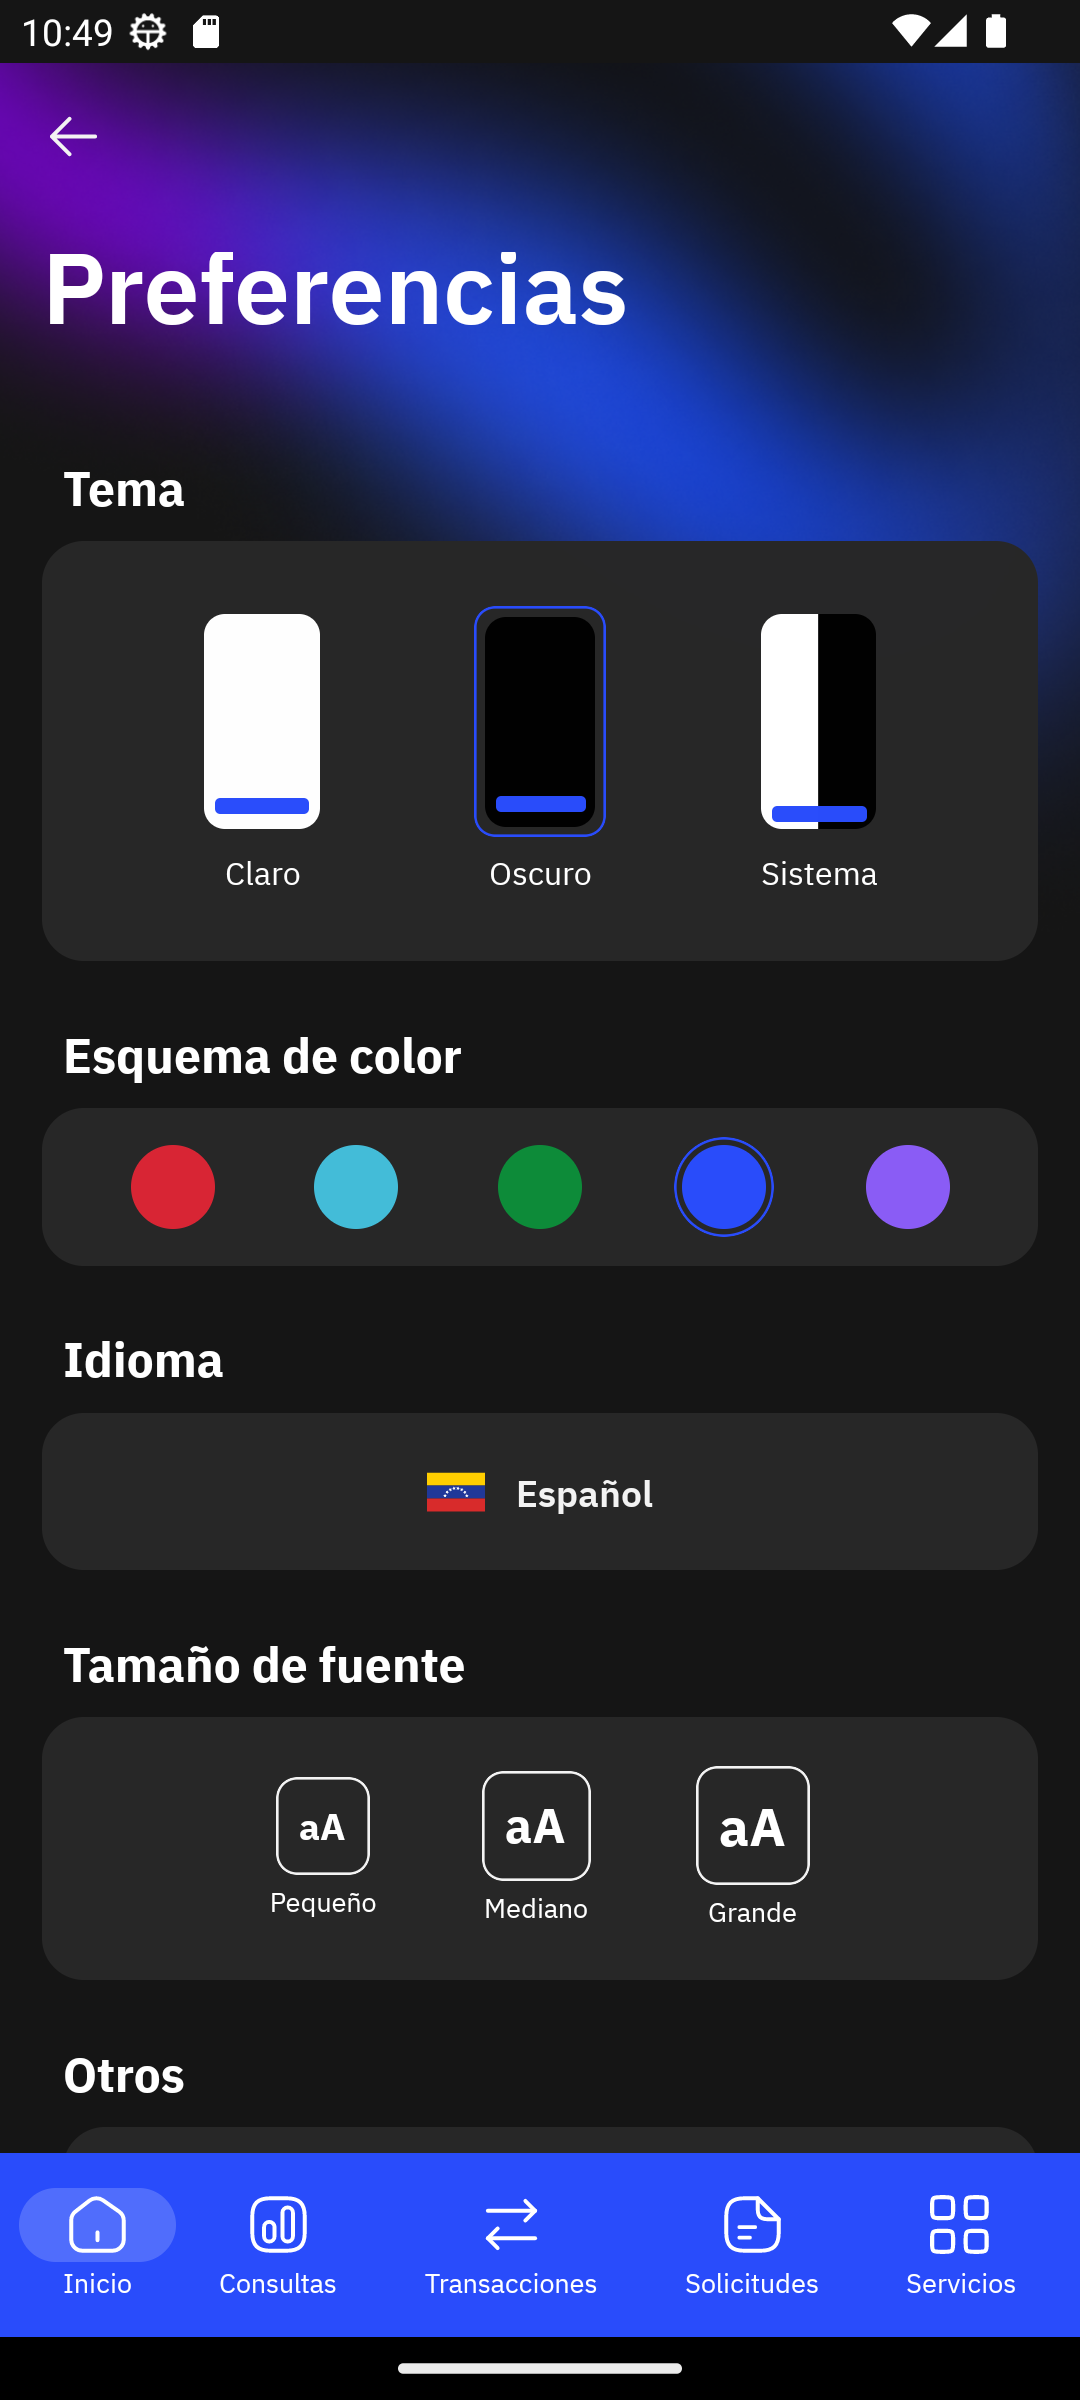 10:49
Preferencias
Tema
Claro Oscuro Sistema
Esquema de color
Idioma
Español
Tamaño de fuente
aA aA aA
Pequeño Mediano Grande
Otros
Inicio Consultas Transacciones Solicitudes Servicios